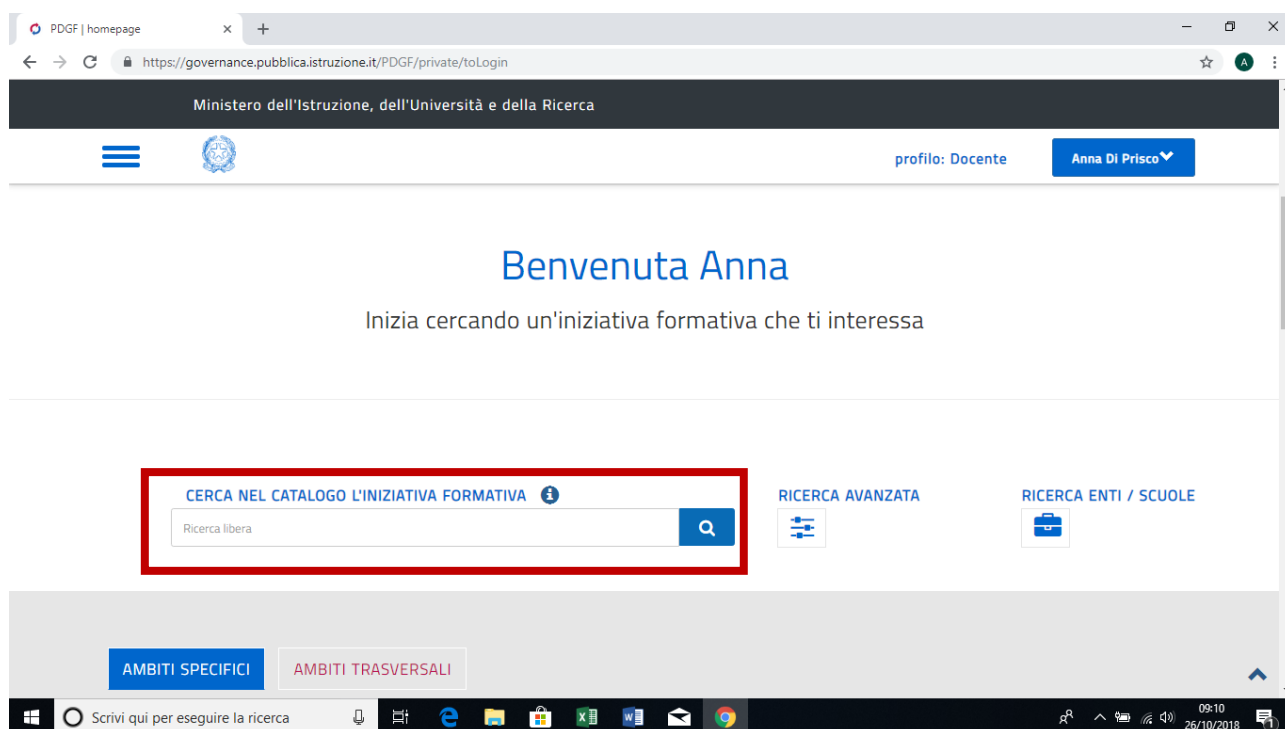 PDGF | homepage
https://governance.pubblica.istruzione.it/PDGF/private/toLogin
A
Ministero dell'Istruzione, dell'Università e della Ricerca
profilo: Docente
Anna Di Prisco
Benvenuta Anna
Inizia cercando un'iniziativa formativa che ti interessa
CERCA NEL CATALOGO L'INIZIATIVA FORMATIVA
RICERCA AVANZATA
RICERCA ENTI / SCUOLE
Ricerca libera
AMBITI SPECIFICI
AMBITI TRASVERSALI
Scrivi qui per eseguire la ricerca
09:10
26/10/2018
1